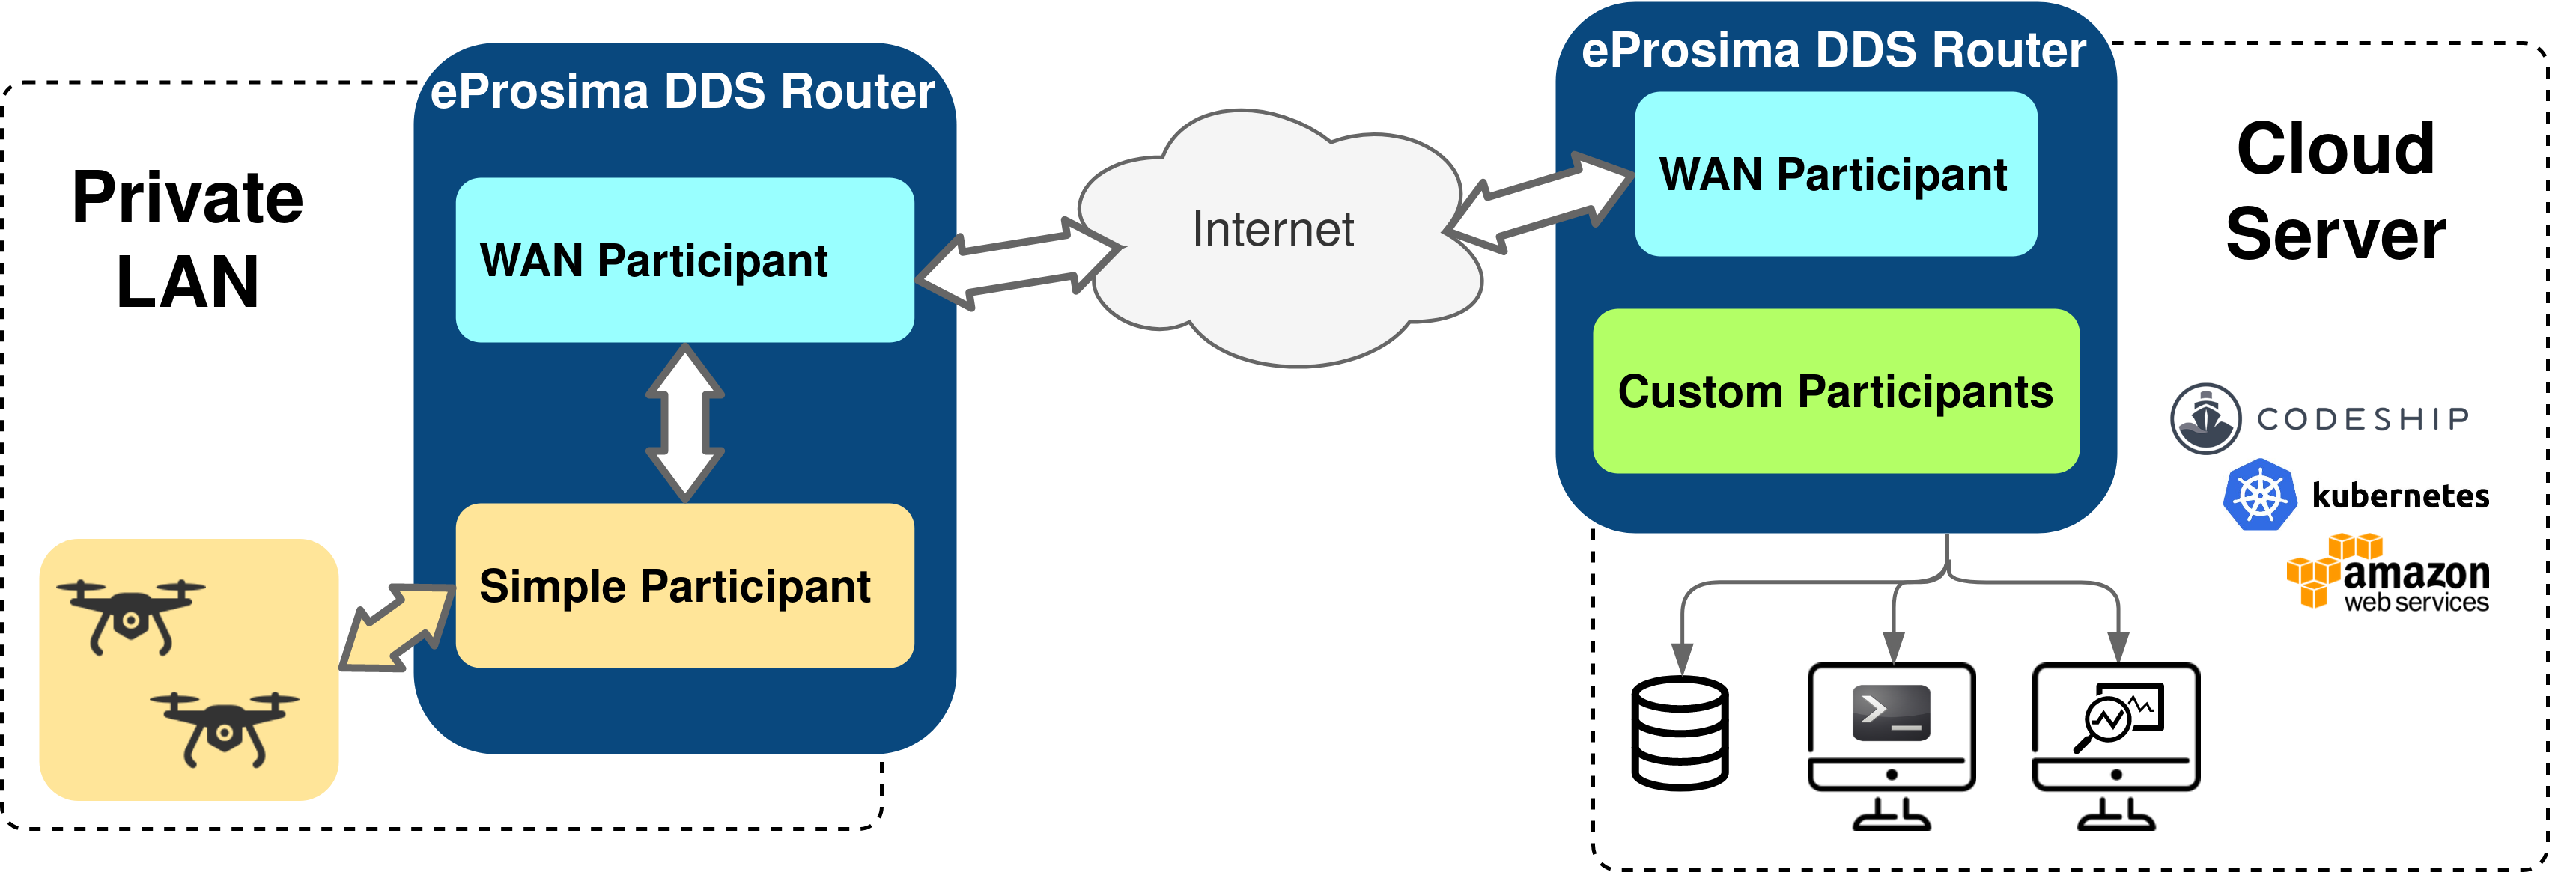 eProsima DDS Router
Private
LAN
WAN Participant
Simple Participant
Internet
eProsima DDS Router
WAN Participant
Custom Participants
Cloud
Server
CODESHIP
kubernetes
amazon
web services